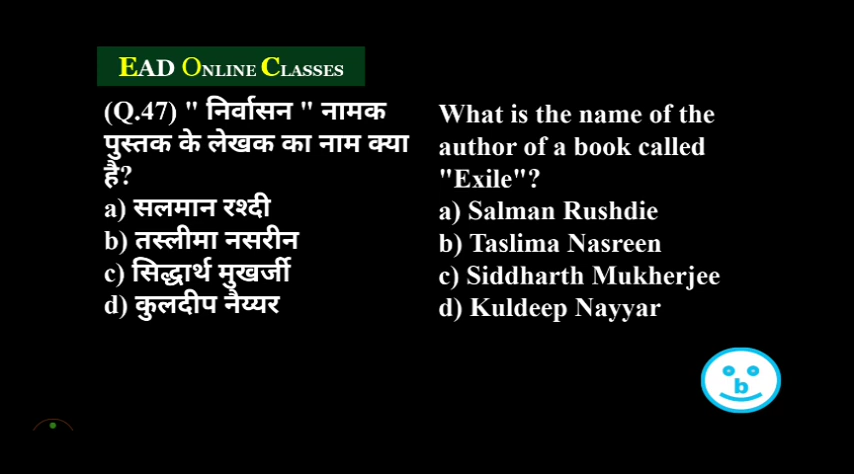 EAD ONLINE CLASSES
(Q.47) " निर्वासन " नामक
पुस्तक के लेखक का नाम क्या
है?
a) सलमान रश्दी
b) तस्लीमा नसरीन
c) सिद्धार्थ मुखर्जी
d) कुलदीप नैय्यर
What is the name of the
author of a book called
"Exile"?
a) Salman Rushdie
b) Taslima Nasreen
c) Siddharth Mukherjee
d) Kuldeep Nayyar
b